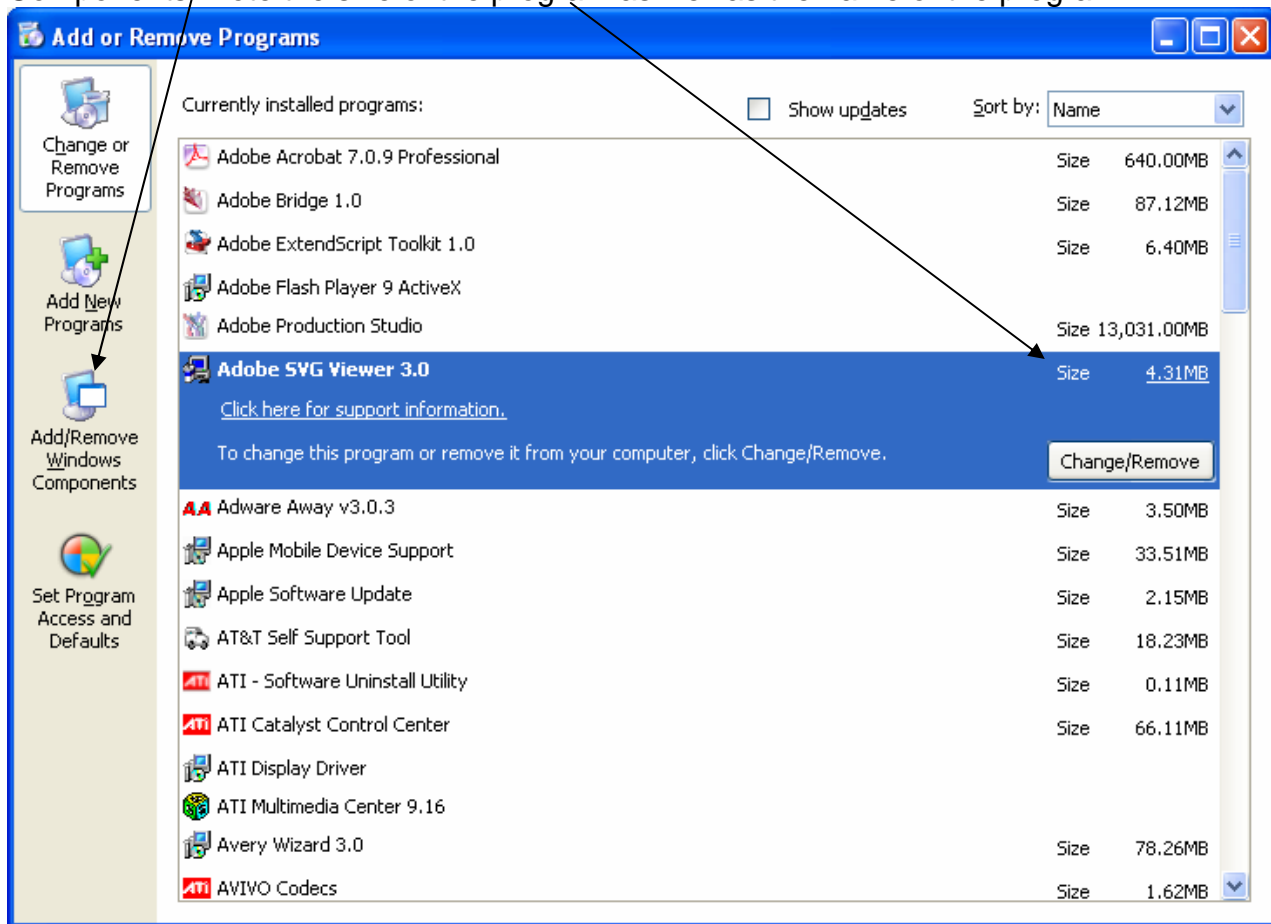 Add or Remove Programs
Change or
Remove
Programs
Add New
Programs
Add/Remove
Windows
Components
Set Program
Access and
Defaults
Currently installed programs:
Show updates
Sort by: Name
Adobe Acrobat 7.0.9 Professional Size 640.00MB
Adobe Bridge 1.0 Size 87.12MB
Adobe ExtendScript Toolkit 1.0 Size 6.40MB
Adobe Flash Player 9 ActiveX
Adobe Production Studio Size 13,031.00MB
Adobe SVG Viewer 3.0 Size 4.31MB
Click here for support information.
To change this program or remove it from your computer, click Change/Remove.
Change/Remove
Adware Away v3.0.3 Size 3.50MB
Apple Mobile Device Support Size 33.51MB
Apple Software Update Size 2.15MB
AT&T Self Support Tool Size 18.23MB
ATI - Software Uninstall Utility Size 0.11MB
ATI Catalyst Control Center Size 66.11MB
ATI Display Driver
ATI Multimedia Center 9.16
Avery Wizard 3.0 Size 78.26MB
AVIVO Codecs Size 1.62MB